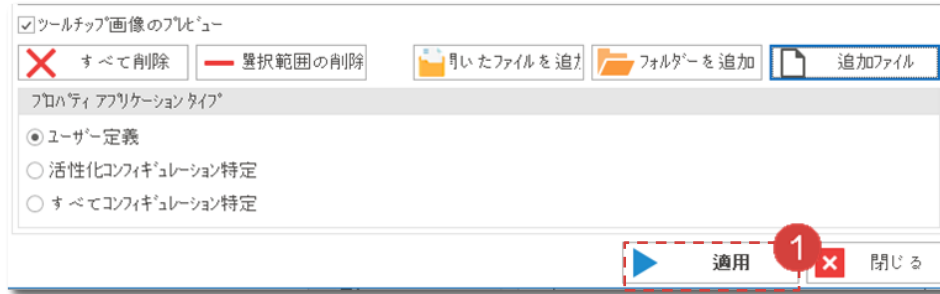 ツールチップ画像のプレビュー
すべて削除 選択範囲の削除 開いたファイルを追加 フォルダーを追加 追加ファイル
プロパティ アプリケーション タイプ
ユーザー定義
活性化コンフィギュレーション特定
すべてコンフィギュレーション特定
1
適用 閉じる